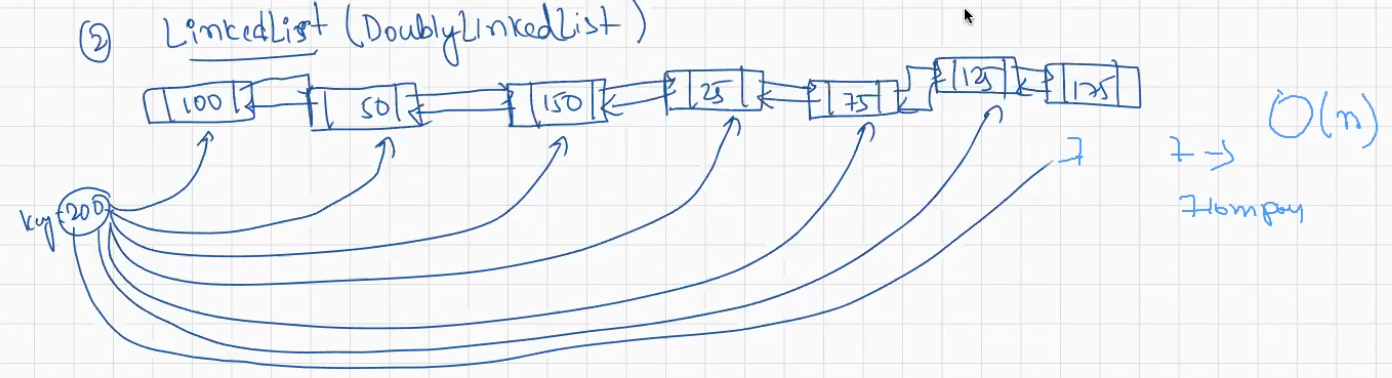 ② LinkedList (DoublyLinkedList)
100 50 150 25 75 125 175
O(n)
7 7 →
key 200